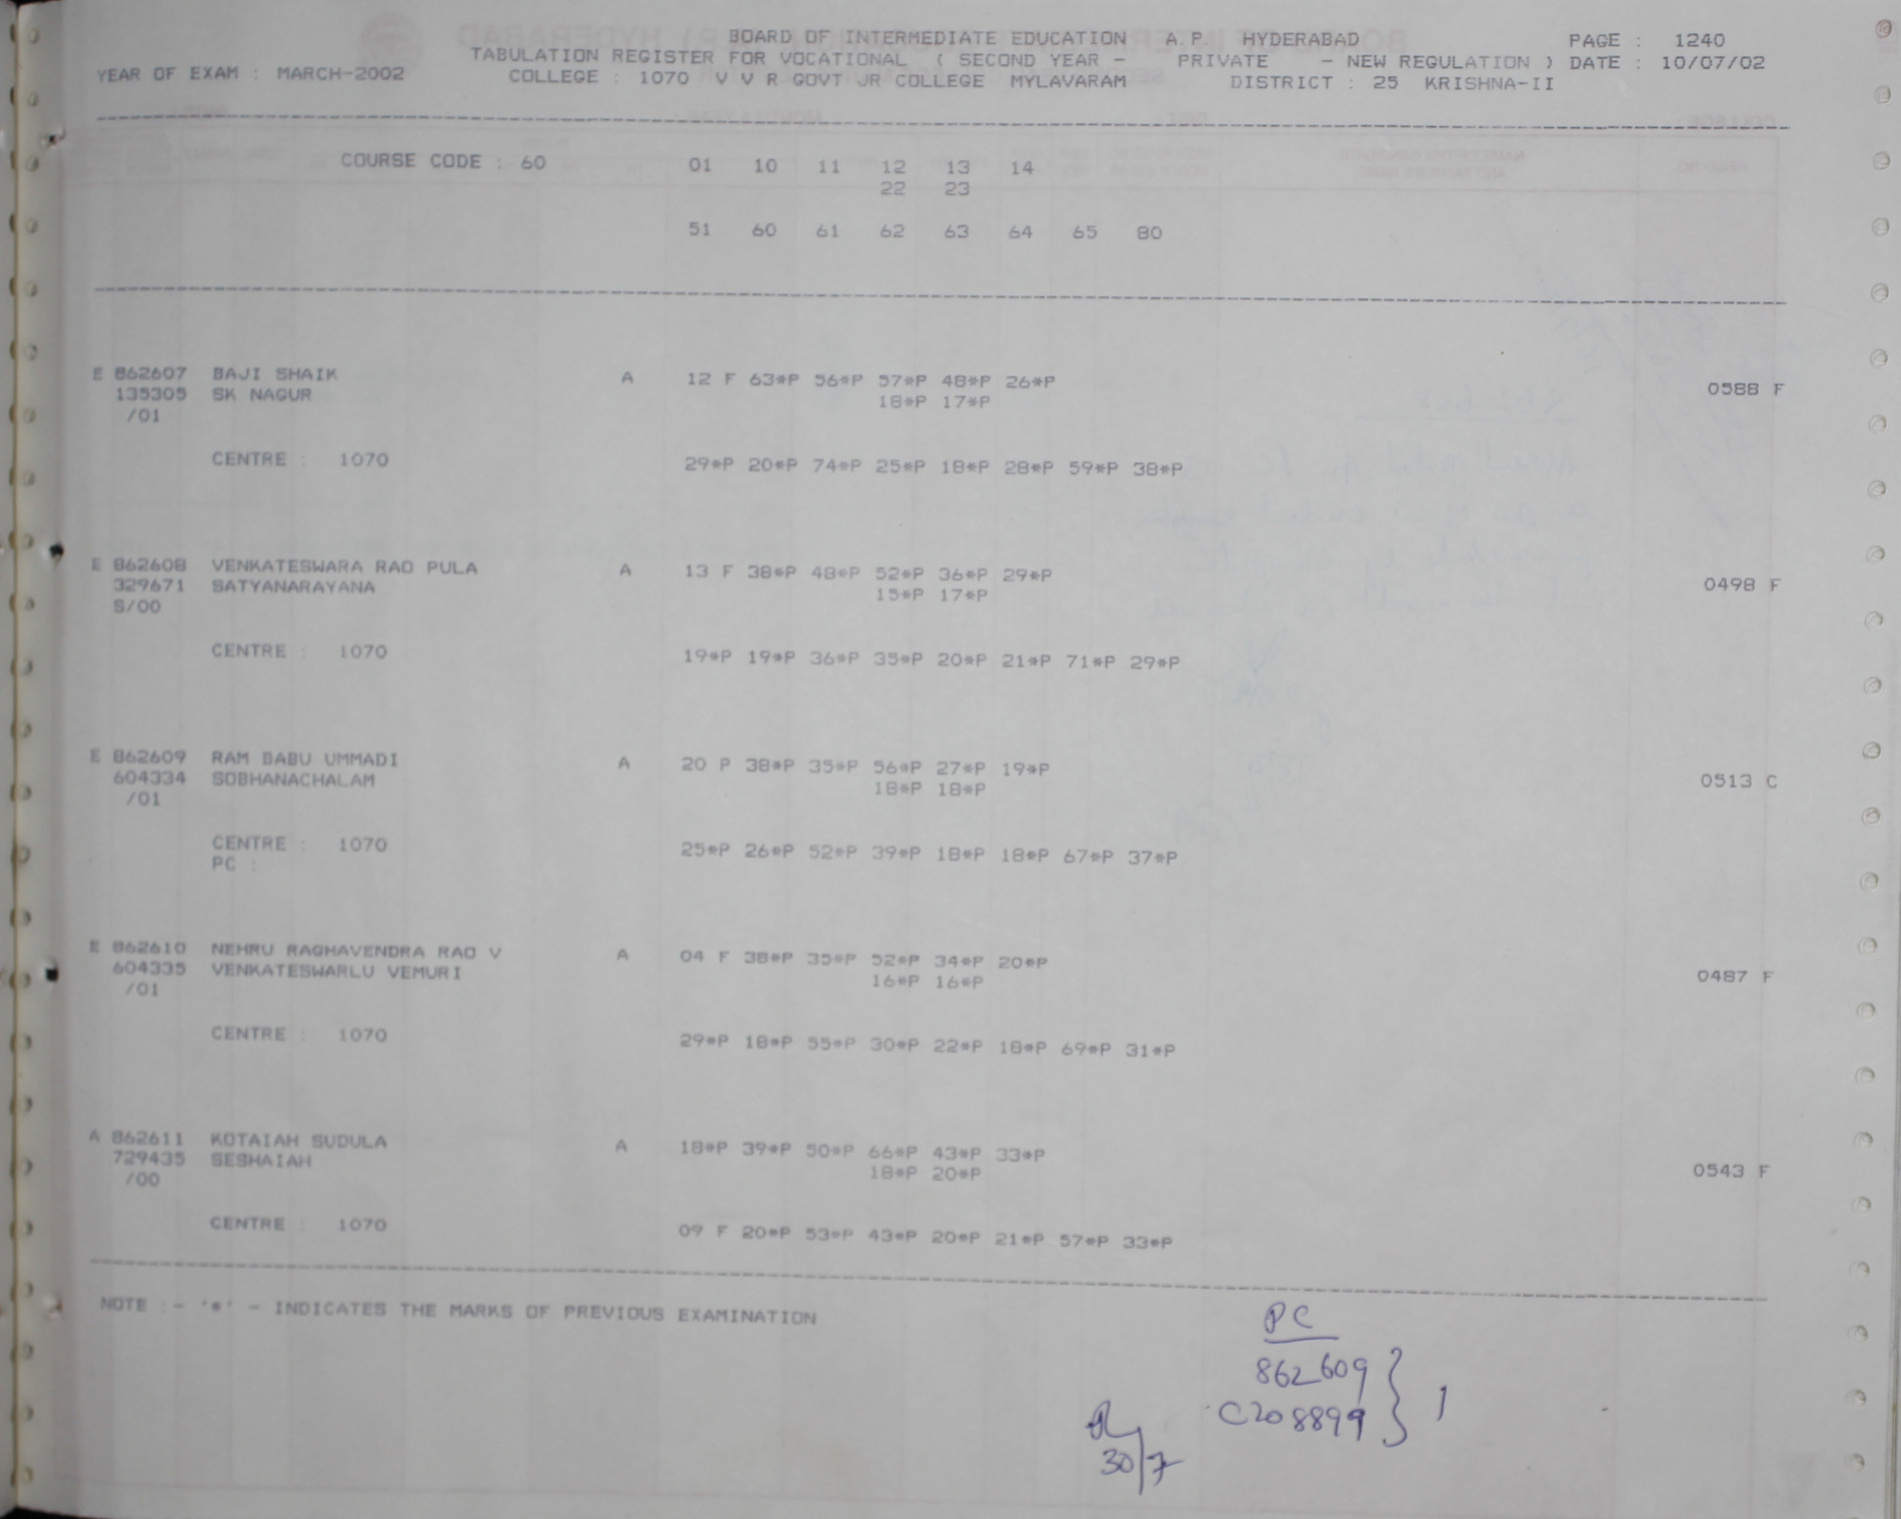 BOARD OF INTERMEDIATE EDUCATION A.P HYDERABAD PAGE : 1240
TABULATION REGISTER FOR VOCATIONAL ( SECOND YEAR - PRIVATE - NEW REGULATION ) DATE : 10/07/02
YEAR OF EXAM : MARCH-2002 COLLEGE : 1070 V V R GOVT JR COLLEGE MYLAVARAM DISTRICT : 25 KRISHNA-II
COURSE CODE : 60 01 10 11 12 13 14
22 23
51 60 61 62 63 64 65 80
E 862607 BAJI SHAIK A 12 F 63*P 56*P 57*P 48*P 26*P
135305 SK NAGUR 18*P 17*P 0588 F
/01
CENTRE : 1070 29*P 20*P 74*P 25*P 18*P 28*P 59*P 38*P
E 862608 VENKATESWARA RAO PULA A 13 F 38*P 48*P 52*P 36*P 29*P
329671 SATYANARAYANA 15*P 17*P 0498 F
S/00
CENTRE : 1070 19*P 19*P 36*P 35*P 20*P 21*P 71*P 29*P
E 862609 RAM BABU UMMADI A 20 P 38*P 35*P 56*P 27*P 19*P
604334 SOBHANACHALAM 18*P 18*P 0513 C
/01
CENTRE : 1070 25*P 26*P 52*P 39*P 18*P 18*P 67*P 37*P
PC :
E 862610 NEHRU RAGHAVENDRA RAO V A 04 F 38*P 35*P 52*P 34*P 20*P
604335 VENKATESWARLU VEMURI 16*P 16*P 0487 F
/01
CENTRE : 1070 29*P 18*P 55*P 30*P 22*P 18*P 69*P 31*P
A 862611 KOTAIAH SUDULA A 18*P 39*P 50*P 66*P 43*P 33*P
729435 SESHAIAH 18*P 20*P 0543 F
/00
CENTRE : 1070 09 F 20*P 53*P 43*P 20*P 21*P 57*P 33*P
NOTE :- '*' - INDICATES THE MARKS OF PREVIOUS EXAMINATION
PC
862609
C208899 } 1
30/7